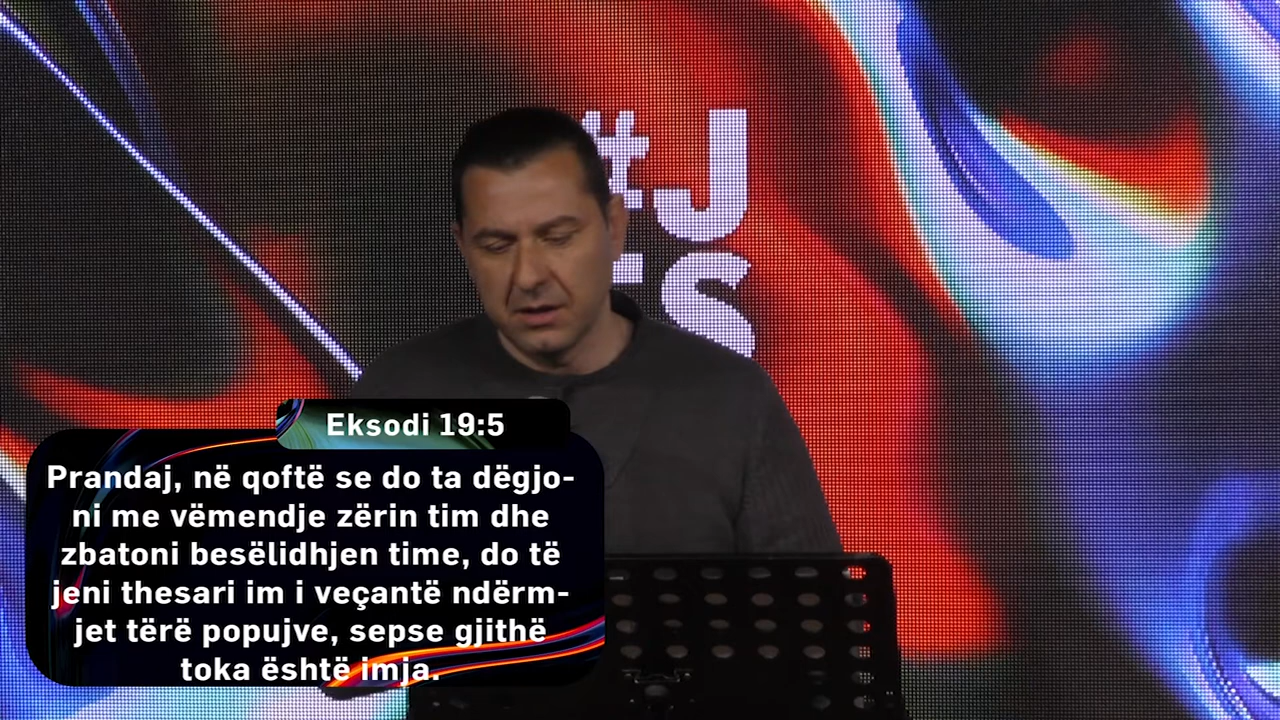 #J
ES
Eksodi 19:5
Prandaj, në qoftë se do ta dëgjo-
ni me vëmendje zërin tim dhe
zbatoni besëlidhjen time, do të
jeni thesari im i veçantë ndërm-
jet tërë popujve, sepse gjithë
toka është imja.